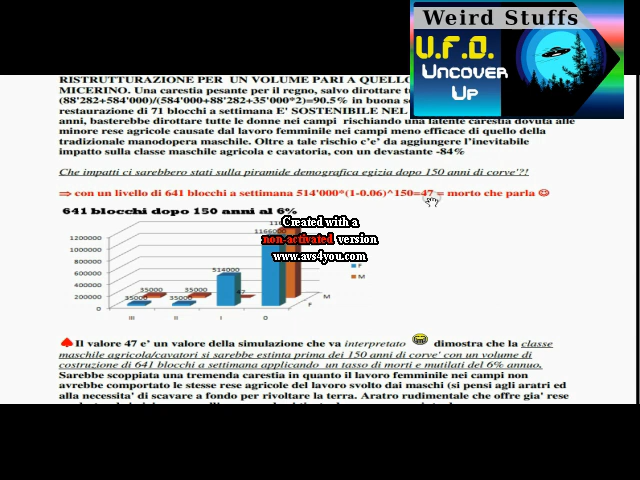 Weird Stuffs
U.F.O.
Uncover
Up
RISTRUTTURAZIONE PER UN VOLUME PARI A QUELLO
MICERINO. Una carestia pesante per il regno, salvo dirottare
(88'282+584'000)/(584'000+88'282+35'000*2)=90.5% in buona
restaurazione di 71 blocchi a settimana E' SOSTENIBILE NEL
anni, basterebbe dirottare tutte le donne nei campi rischiando una latente carestia dovuta alle
minore rese agricole causate dal lavoro femminile nei campi meno efficace di quello della
tradizionale manodopera maschile. Oltre a tale rischio c'e' da aggiungere l'inevitabile
impatto sulla classe maschile agricola e cavatoria, con un devastante -84%
Che impatti ci sarebbero stati sulla piramide demografica egizia dopo 150 anni di corve'?!
⇒ con un livello di 641 blocchi a settimana 514'000*(1-0.06)^150=47 = morto che parla ☺
641 blocchi dopo 150 anni al 6%
Created with a
non-activated version
www.avs4you.com
1200000
1000000
800000
600000
400000
200000
0
35000
35000
35000
35000
514000
47
1166000
III
II
I
0
F
M
F
M
Il valore 47 e' un valore della simulazione che va interpretato dimostra che la classe
maschile agricola/cavatori si sarebbe estinta prima dei 150 anni di corve' con un volume di
costruzione di 641 blocchi a settimana applicando un tasso di morti e mutilati del 6% annuo.
Sarebbe scoppiata una tremenda carestia in quanto il lavoro femminile nei campi non
avrebbe comportato le stesse rese agricole del lavoro svolto dai maschi (si pensi agli aratri ed
alla necessita' di scavare a fondo per rivoltare la terra. Aratro rudimentale che offre gia' rese